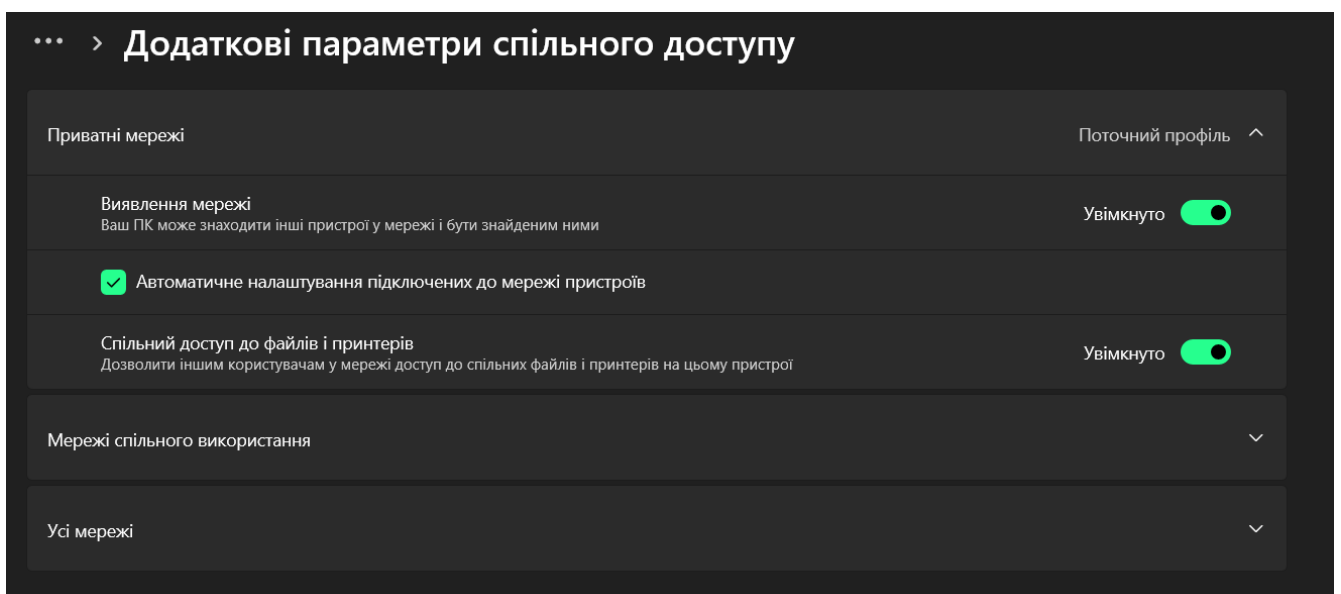 ··· > Додаткові параметри спільного доступу
Приватні мережі Поточний профіль
Виявлення мережі
Ваш ПК може знаходити інші пристрої у мережі і бути знайденим ними
Увімкнуто
Автоматичне налаштування підключених до мережі пристроїв
Спільний доступ до файлів і принтерів
Дозволити іншим користувачам у мережі доступ до спільних файлів і принтерів на цьому пристрої
Увімкнуто
Мережі спільного використання
Усі мережі